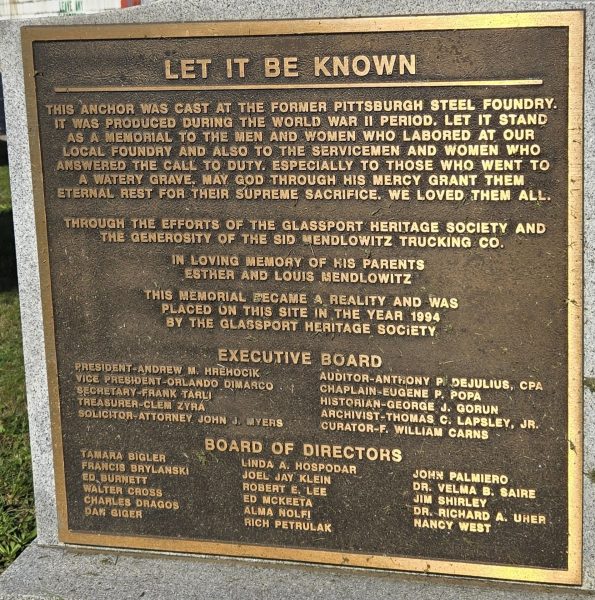 LEAVE ANY
LET IT BE KNOWN
THIS ANCHOR WAS CAST AT THE FORMER PITTSBURGH STEEL FOUNDRY.
IT WAS PRODUCED DURING THE WORLD WAR II PERIOD. LET IT STAND
AS A MEMORIAL TO THE MEN AND WOMEN WHO LABORED AT OUR
LOCAL FOUNDRY AND ALSO TO THE SERVICEMEN AND WOMEN WHO
ANSWERED THE CALL TO DUTY. ESPECIALLY TO THOSE WHO WENT TO
A WATERY GRAVE. MAY GOD THROUGH HIS MERCY GRANT THEM
ETERNAL REST FOR THEIR SUPREME SACRIFICE. WE LOVED THEM ALL.
THROUGH THE EFFORTS OF THE GLASSPORT HERITAGE SOCIETY AND
THE GENEROSITY OF THE SID MENDLOWITZ TRUCKING CO.
IN LOVING MEMORY OF HIS PARENTS
ESTHER AND LOUIS MENDLOWITZ
THIS MEMORIAL BECAME A REALITY AND WAS
PLACED ON THIS SITE IN THE YEAR 1994
BY THE GLASSPORT HERITAGE SOCIETY
EXECUTIVE BOARD
PRESIDENT-ANDREW M. HREHOCIK
VICE PRESIDENT-ORLANDO DIMARCO
SECRETARY-FRANK TARLI
TREASURER-CLEM ZYRA
SOLICITOR-ATTORNEY JOHN J. MYERS
AUDITOR-ANTHONY P. DEJULIUS, CPA
CHAPLAIN-EUGENE P. POPA
HISTORIAN-GEORGE J. GORUN
ARCHIVIST-THOMAS C. LAPSLEY, JR.
CURATOR-F. WILLIAM CARNS
BOARD OF DIRECTORS
TAMARA BIGLER
FRANCIS BRYLANSKI
ED BURNETT
WALTER CROSS
CHARLES DRAGOS
DAN GIGER
LINDA A. HOSPODAR
JOEL JAY KLEIN
ROBERT E. LEE
ED MCKEETA
ALMA NOLFI
RICH PETRULAK
JOHN PALMIERO
DR. VELMA B. SAIRE
JIM SHIRLEY
DR. RICHARD A. UHER
NANCY WEST